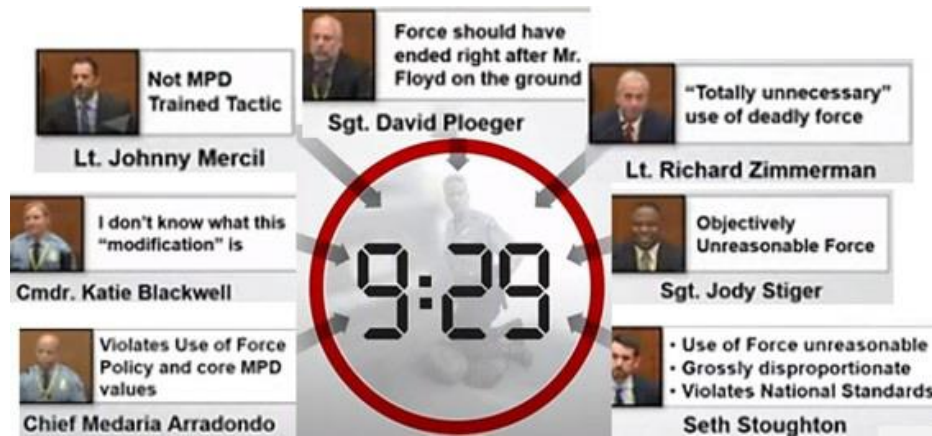 Force should have
ended right after Mr.
Floyd on the ground
Sgt. David Ploeger
Not MPD
Trained Tactic
Lt. Johnny Mercil
“Totally unnecessary”
use of deadly force
Lt. Richard Zimmerman
I don't know what this
“modification” is
Cmdr. Katie Blackwell
9:29
Objectively
Unreasonable Force
Sgt. Jody Stiger
Violates Use of Force
Policy and core MPD
values
Chief Medaria Arradondo
• Use of Force unreasonable
• Grossly disproportionate
• Violates National Standards
Seth Stoughton